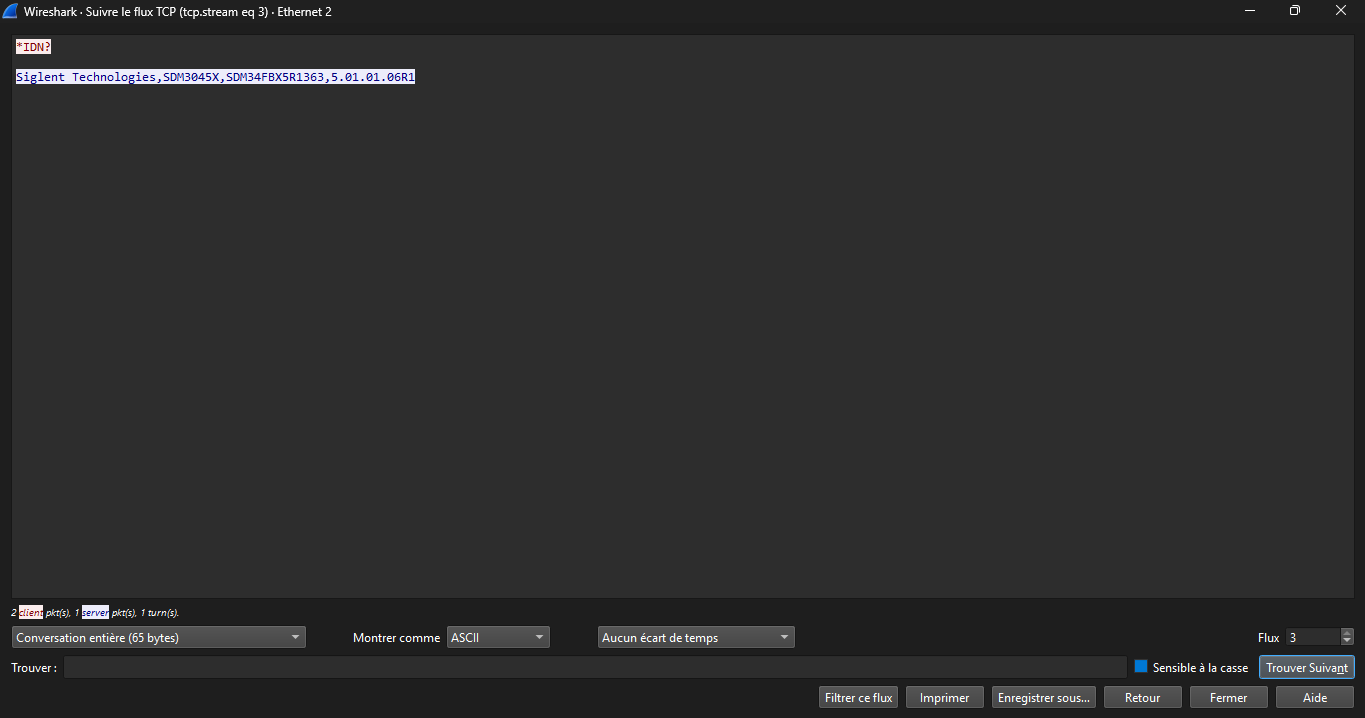 Wireshark · Suivre le flux TCP (tcp.stream eq 3) · Ethernet 2
*IDN?
Siglent Technologies,SDM3045X,SDM34FBX5R1363,5.01.01.06R1
2 client pkt(s), 1 server pkt(s), 1 turn(s).
Conversation entière (65 bytes) Montrer comme ASCII Aucun écart de temps Flux 3
Trouver : Sensible à la casse Trouver Suivant
Filtrer ce flux Imprimer Enregistrer sous... Retour Fermer Aide